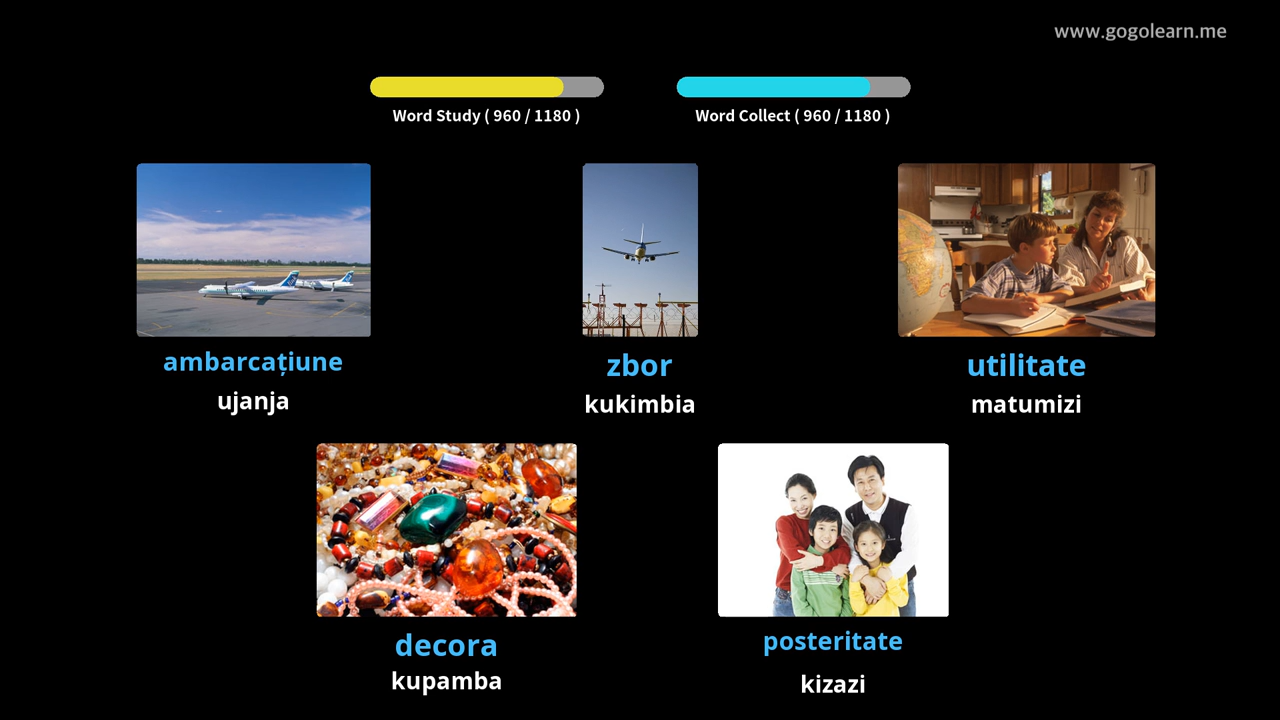 www.gogolearn.me
Word Study ( 960 / 1180 )
Word Collect ( 960 / 1180 )
ambarcațiune
ujanja
zbor
kukimbia
utilitate
matumizi
decora
kupamba
posteritate
kizazi